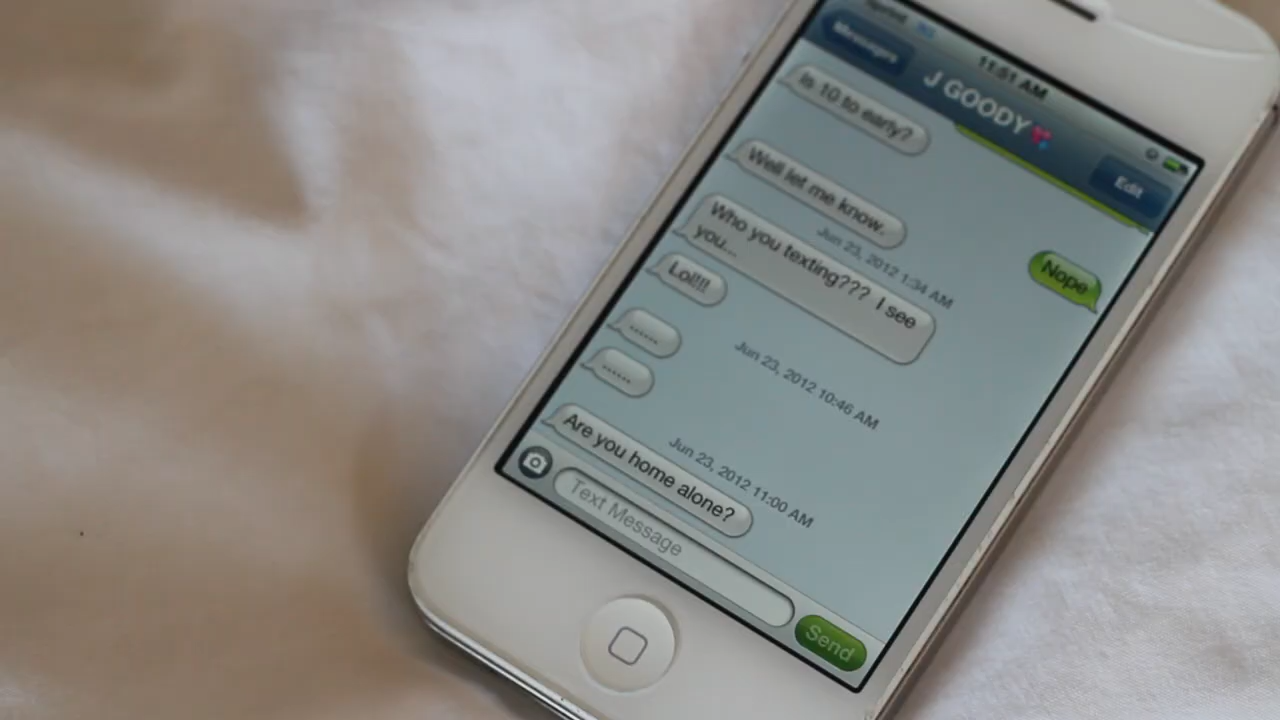 Sprint 3G
11:51 AM
Messages
J GOODY
Edit
Is 10 to early?
Nope
Well let me know.
Jun 23, 2012 1:34 AM
Who you texting??? I see
you...
Lol!!!
Jun 23, 2012 10:46 AM
......
......
Jun 23, 2012 11:00 AM
Are you home alone?
Text Message
Send